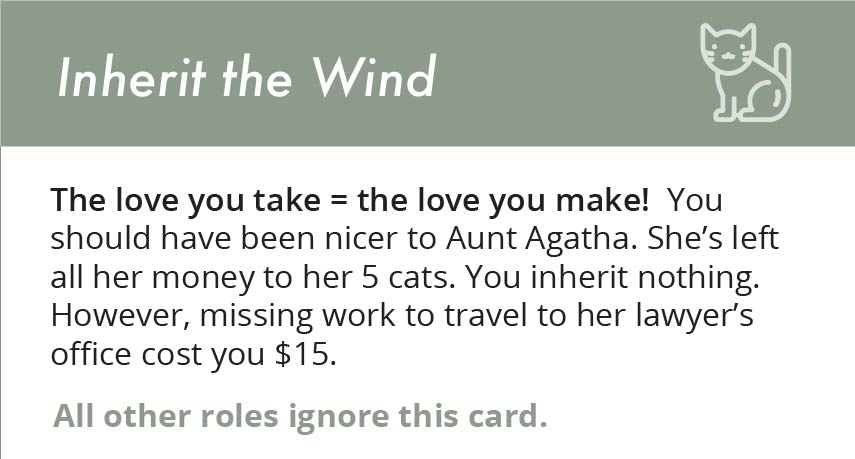 Inherit the Wind
The love you take = the love you make!  You
should have been nicer to Aunt Agatha. She’s left
all her money to her 5 cats. You inherit nothing.
However, missing work to travel to her lawyer’s
office cost you $15.
All other roles ignore this card.